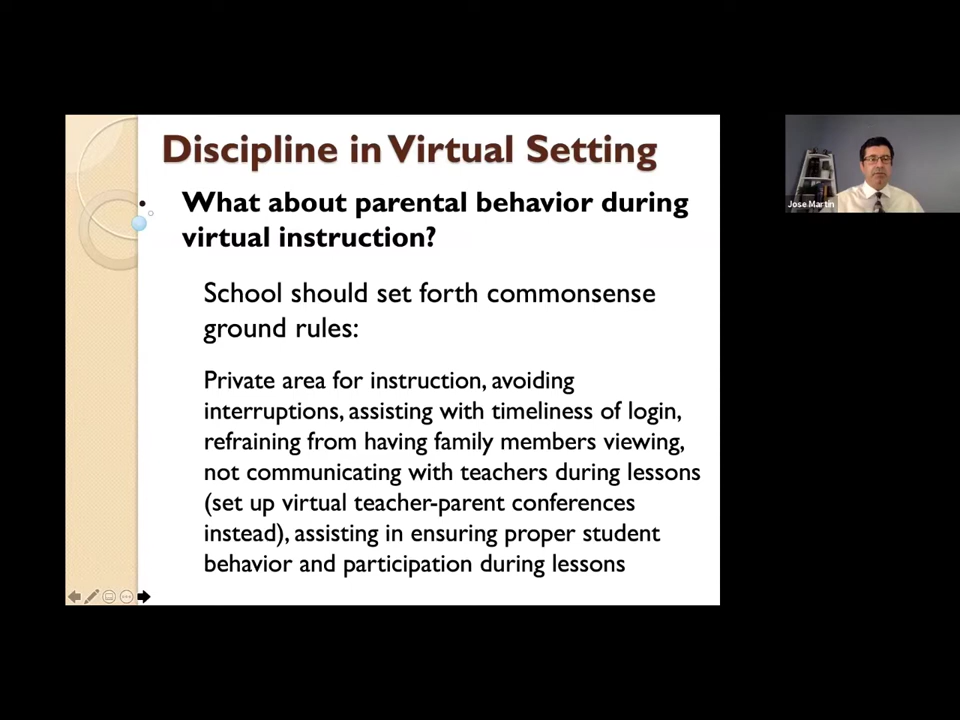 Discipline in Virtual Setting
• What about parental behavior during
virtual instruction?
School should set forth commonsense
ground rules:
Private area for instruction, avoiding
interruptions, assisting with timeliness of login,
refraining from having family members viewing,
not communicating with teachers during lessons
(set up virtual teacher-parent conferences
instead), assisting in ensuring proper student
behavior and participation during lessons
Jose Martin